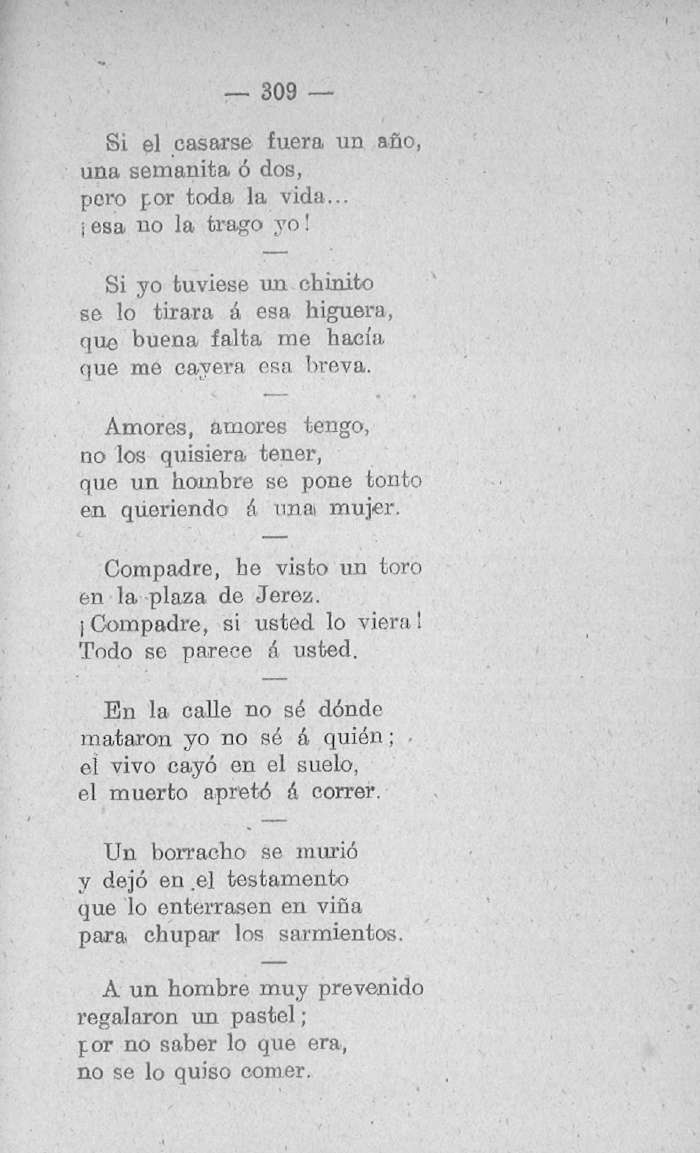 — 309 —
Si el casarse fuera un año,
una semanita ó dos,
pero por toda la vida...
¡esa no la trago yo!
—
Si yo tuviese un chinito
se lo tirara á esa higuera,
que buena falta me hacía
que me cayera esa breva.
—
Amores, amores tengo,
no los quisiera tener,
que un hombre se pone tonto
en queriendo á una mujer.
—
Compadre, he visto un toro
en la plaza de Jerez.
¡Compadre, si usted lo viera!
Todo se parece á usted.
—
En la calle no sé dónde
mataron yo no sé á quién;
el vivo cayó en el suelo,
el muerto apretó á correr.
—
Un borracho se murió
y dejó en el testamento
que lo enterrasen en viña
para chupar los sarmientos.
—
A un hombre muy prevenido
regalaron un pastel;
por no saber lo que era,
no se lo quiso comer.